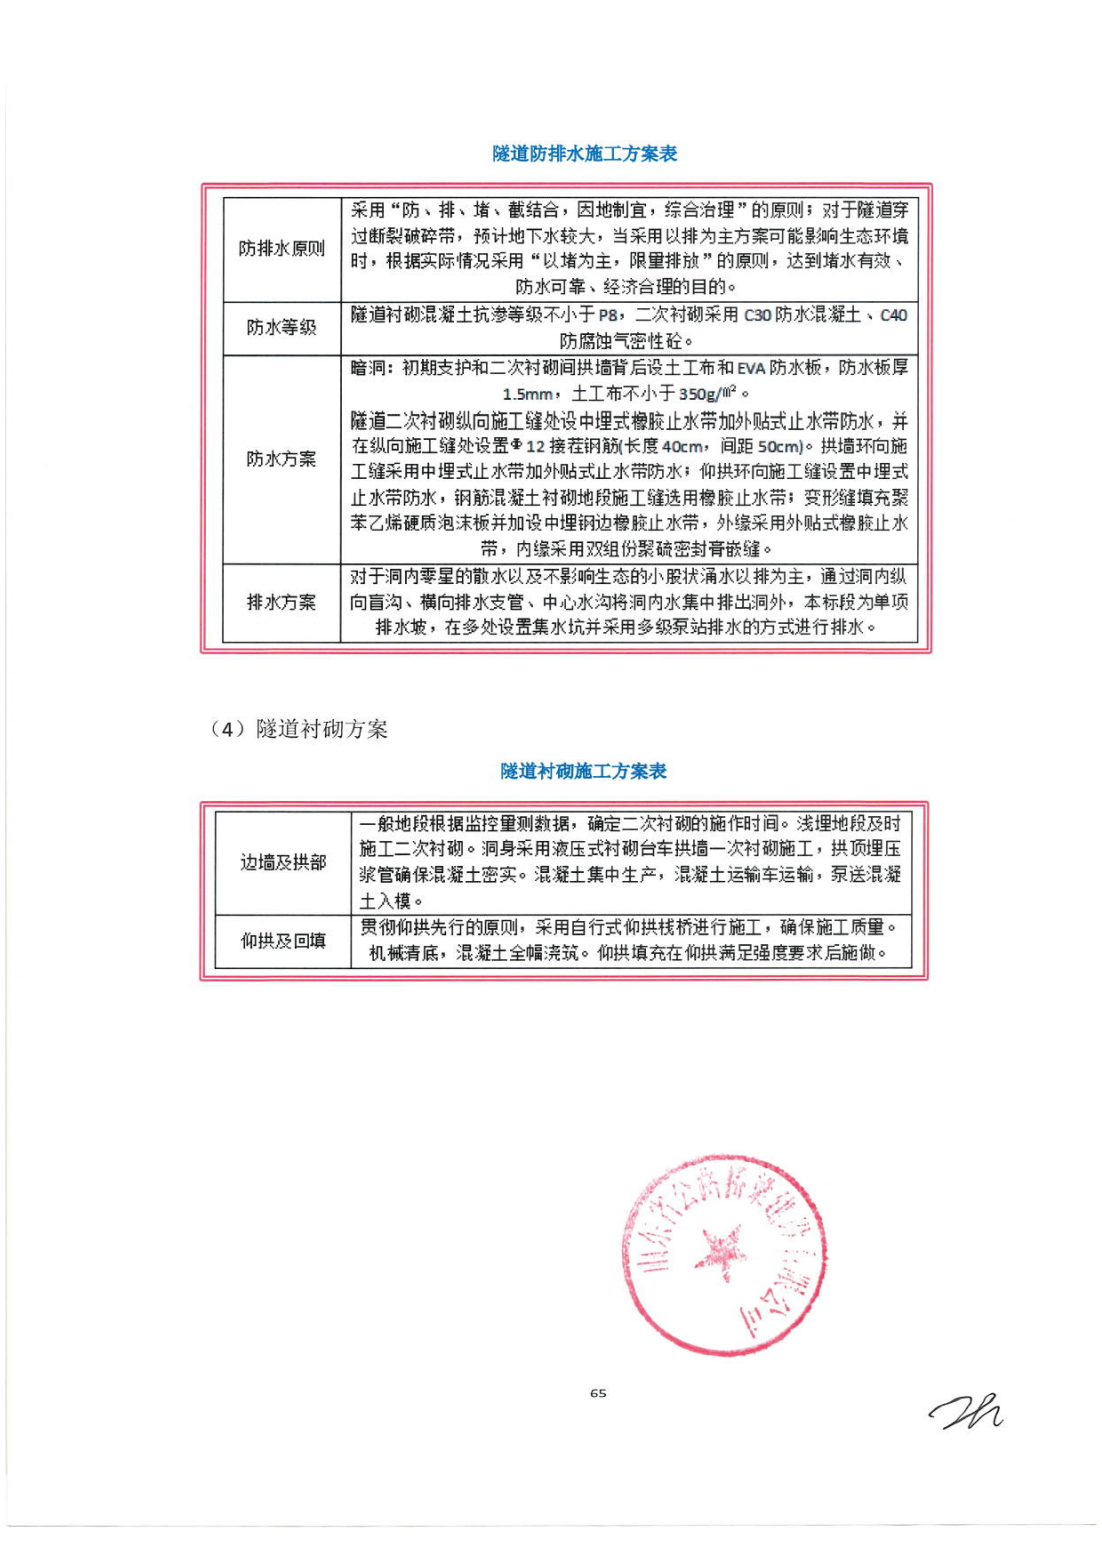 隧道防排水施工方案表
防排水原则
采用“防、排、堵、截结合，因地制宜，综合治理”的原则；对于隧道穿
过断裂破碎带，预计地下水较大，当采用以排为主方案可能影响生态环境
时，根据实际情况采用“以堵为主，限量排放”的原则，达到堵水有效、
防水可靠、经济合理的目的。
防水等级
隧道衬砌混凝土抗渗等级不小于 P8，二次衬砌采用 C30 防水混凝土、C40
防腐蚀气密性砼。
防水方案
暗洞：初期支护和二次衬砌间拱墙背后设土工布和 EVA 防水板，防水板厚
1.5mm，土工布不小于 350g/㎡。
隧道二次衬砌纵向施工缝处设中埋式橡胶止水带加外贴式止水带防水，并
在纵向施工缝处设置Φ12 接茬钢筋(长度 40cm，间距 50cm)。拱墙环向施
工缝采用中埋式止水带加外贴式止水带防水；仰拱环向施工缝设置中埋式
止水带防水，钢筋混凝土衬砌地段施工缝选用橡胶止水带；变形缝填充聚
苯乙烯硬质泡沫板并加设中埋钢边橡胶止水带，外缘采用外贴式橡胶止水
带，内缘采用双组份聚硫密封膏嵌缝。
排水方案
对于洞内零星的散水以及不影响生态的小股状涌水以排为主，通过洞内纵
向盲沟、横向排水支管、中心水沟将洞内水集中排出洞外，本标段为单项
排水坡，在多处设置集水坑并采用多级泵站排水的方式进行排水。
（4）隧道衬砌方案
隧道衬砌施工方案表
边墙及拱部
一般地段根据监控量测数据，确定二次衬砌的施作时间。浅埋地段及时
施工二次衬砌。洞身采用液压式衬砌台车拱墙一次衬砌施工，拱顶埋压
浆管确保混凝土密实。混凝土集中生产，混凝土运输车运输，泵送混凝
土入模。
仰拱及回填
贯彻仰拱先行的原则，采用自行式仰拱栈桥进行施工，确保施工质量。
机械清底，混凝土全幅浇筑。仰拱填充在仰拱满足强度要求后施做。
山东省公路桥梁建设有限公司
65